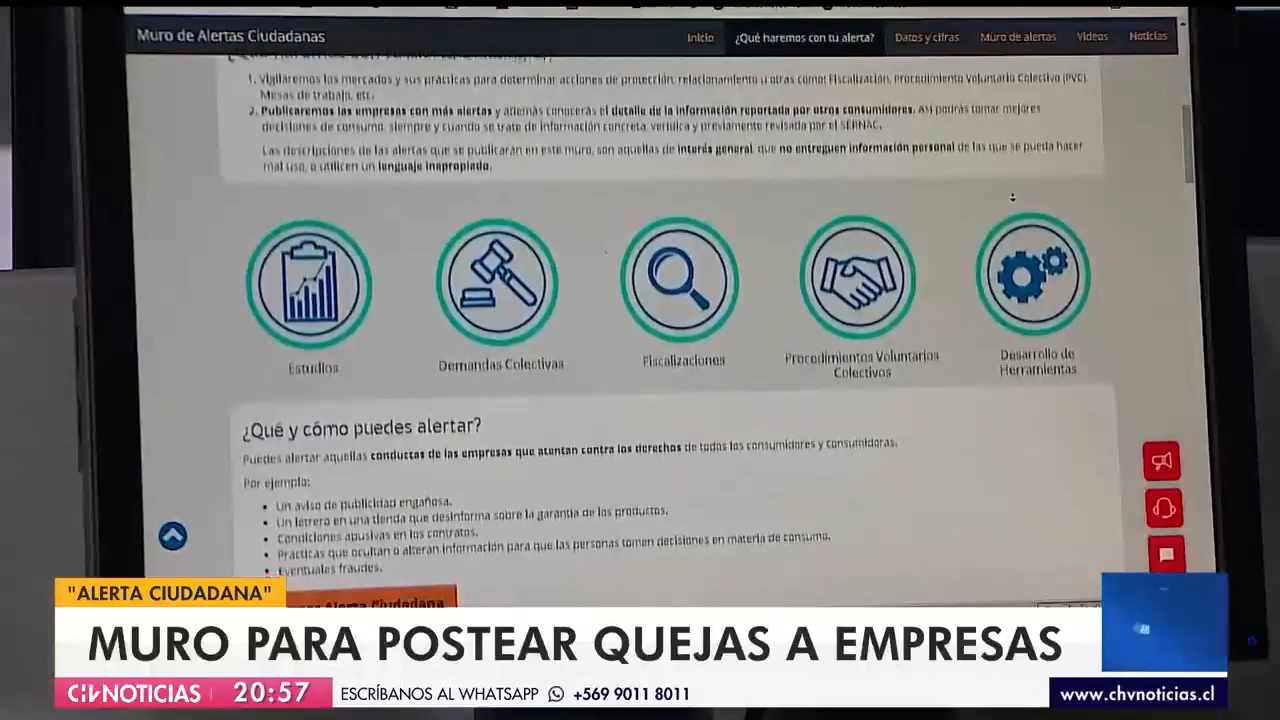 Muro de Alertas Ciudadanas
Inicio
¿Qué haremos con tu alerta?
Datos y cifras
Muro de alertas
Videos
Noticias
1. Vigilaremos los mercados y sus prácticas para determinar acciones de protección, relacionamiento u otras como: Fiscalización, Procedimiento Voluntario Colectivo (PVC),
Mesas de trabajo, etc.
2. Publicaremos las empresas con más alertas y además conocerás el detalle de la información reportada por otros consumidores. Así podrás tomar mejores
decisiones de consumo, siempre y cuando se trate de información concreta, verídica y previamente revisada por el SERNAC.
Las descripciones de las alertas que se publicarán en este muro, son aquellas de interés general, que no entreguen información personal de las que se pueda hacer
mal uso, o utilicen un lenguaje inapropiado.
Estudios
Demandas Colectivas
Fiscalizaciones
Procedimientos Voluntarios
Colectivos
Desarrollo de
Herramientas
¿Qué y cómo puedes alertar?
Puedes alertar aquellas conductas de las empresas que atentan contra los derechos de todos los consumidores y consumidoras.
Por ejemplo:
• Un aviso de publicidad engañosa.
• Un letrero en una tienda que desinforma sobre la garantía de los productos.
• Condiciones abusivas en los contratos.
• Prácticas que ocultan o alteran información para que las personas tomen decisiones en materia de consumo.
• Eventuales fraudes.
Alerta Ciudadana
"ALERTA CIUDADANA"
MURO PARA POSTEAR QUEJAS A EMPRESAS
CHV NOTICIAS
20:57
ESCRÍBANOS AL WHATSAPP +569 9011 8011
www.chvnoticias.cl